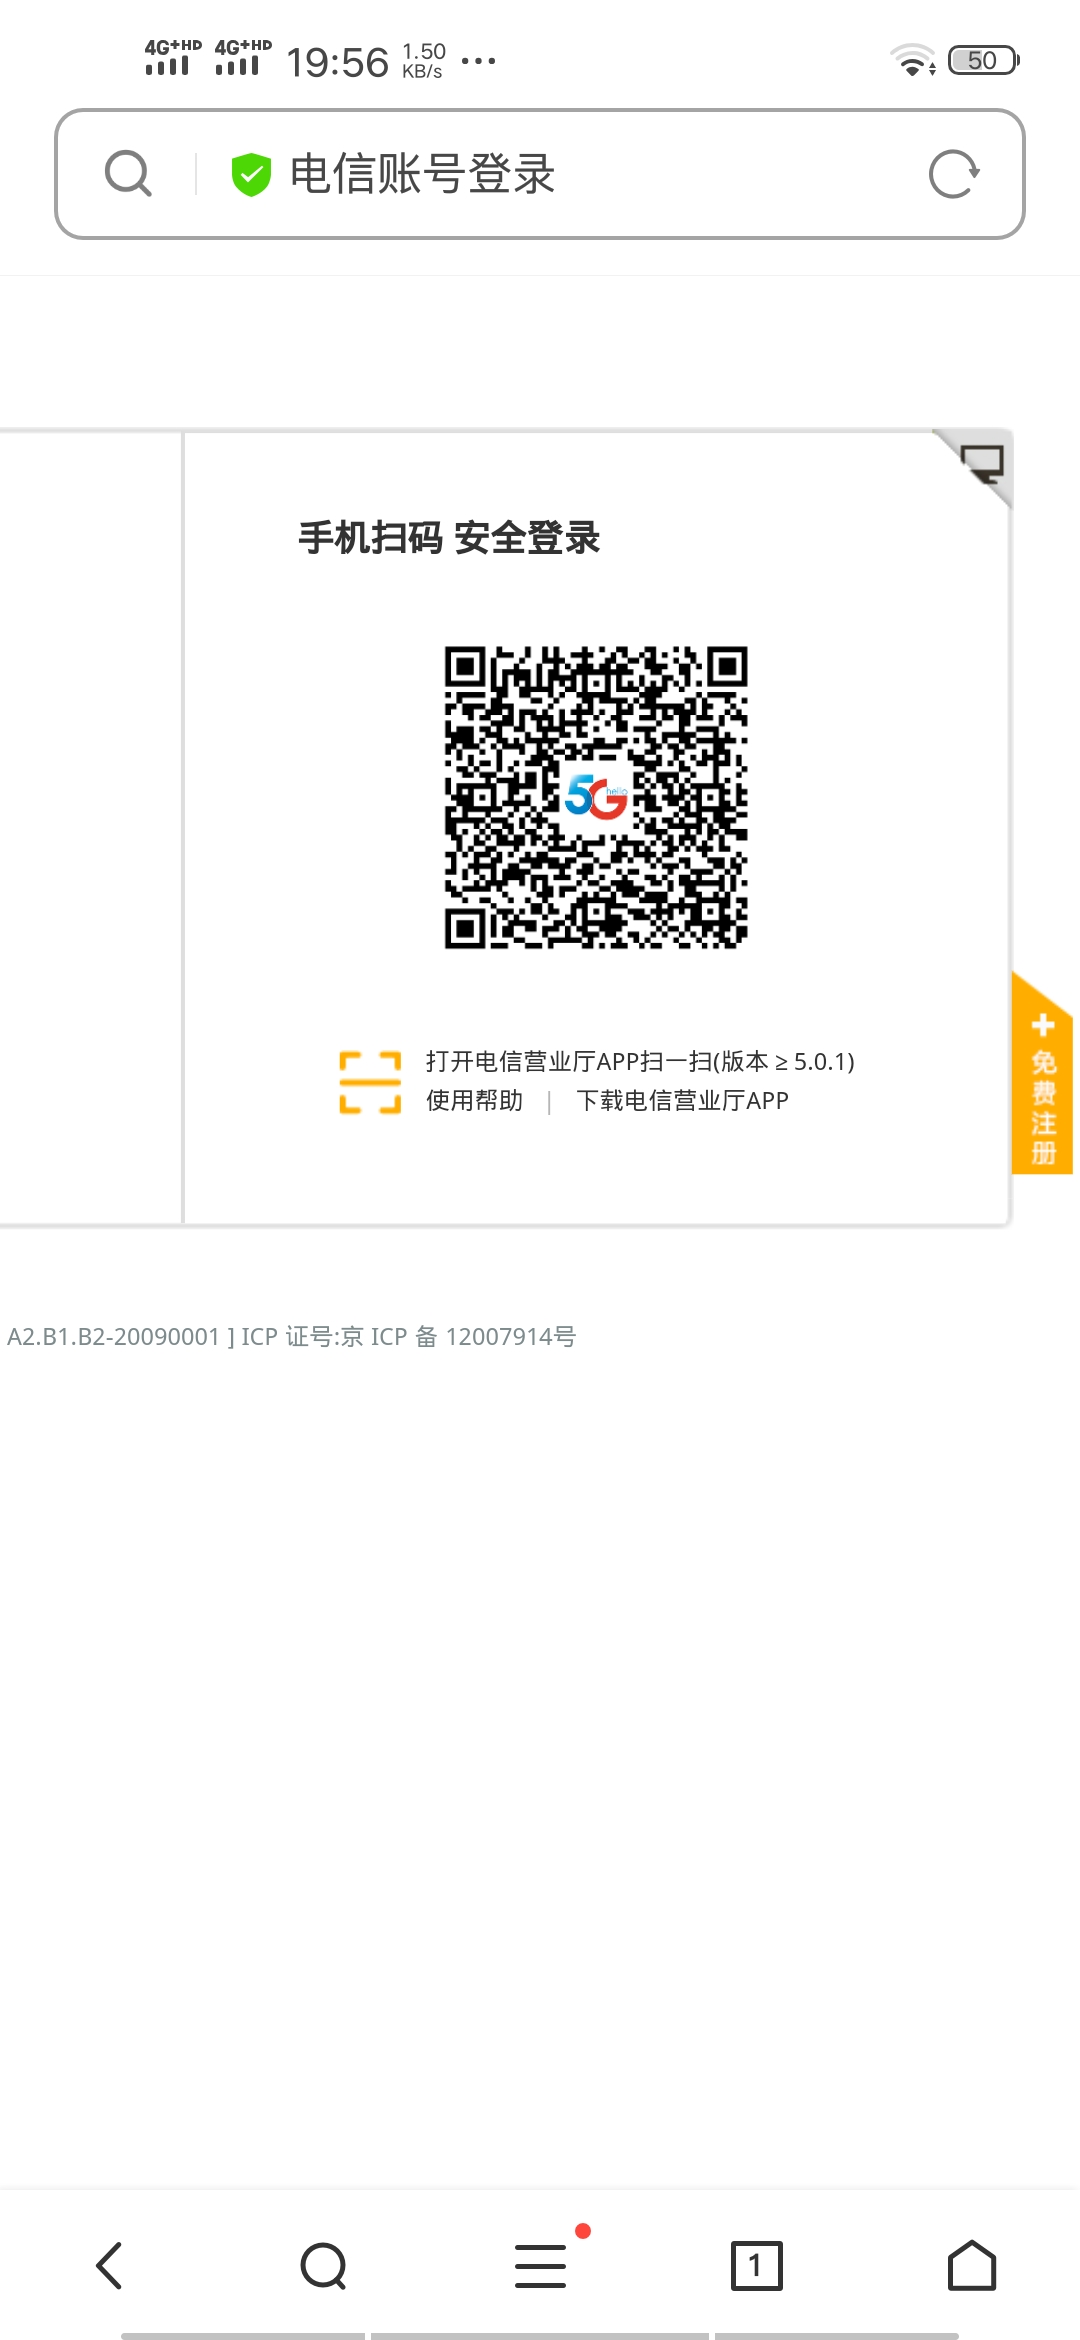 4G+HD 4G+HD 19:56 1.50 KB/s ... 50
电信账号登录
手机扫码 安全登录
5G hello
打开电信营业厅APP扫一扫(版本 ≥ 5.0.1)
使用帮助 | 下载电信营业厅APP
免费注册
A2.B1.B2-20090001 ] ICP 证号:京 ICP 备 12007914号
1